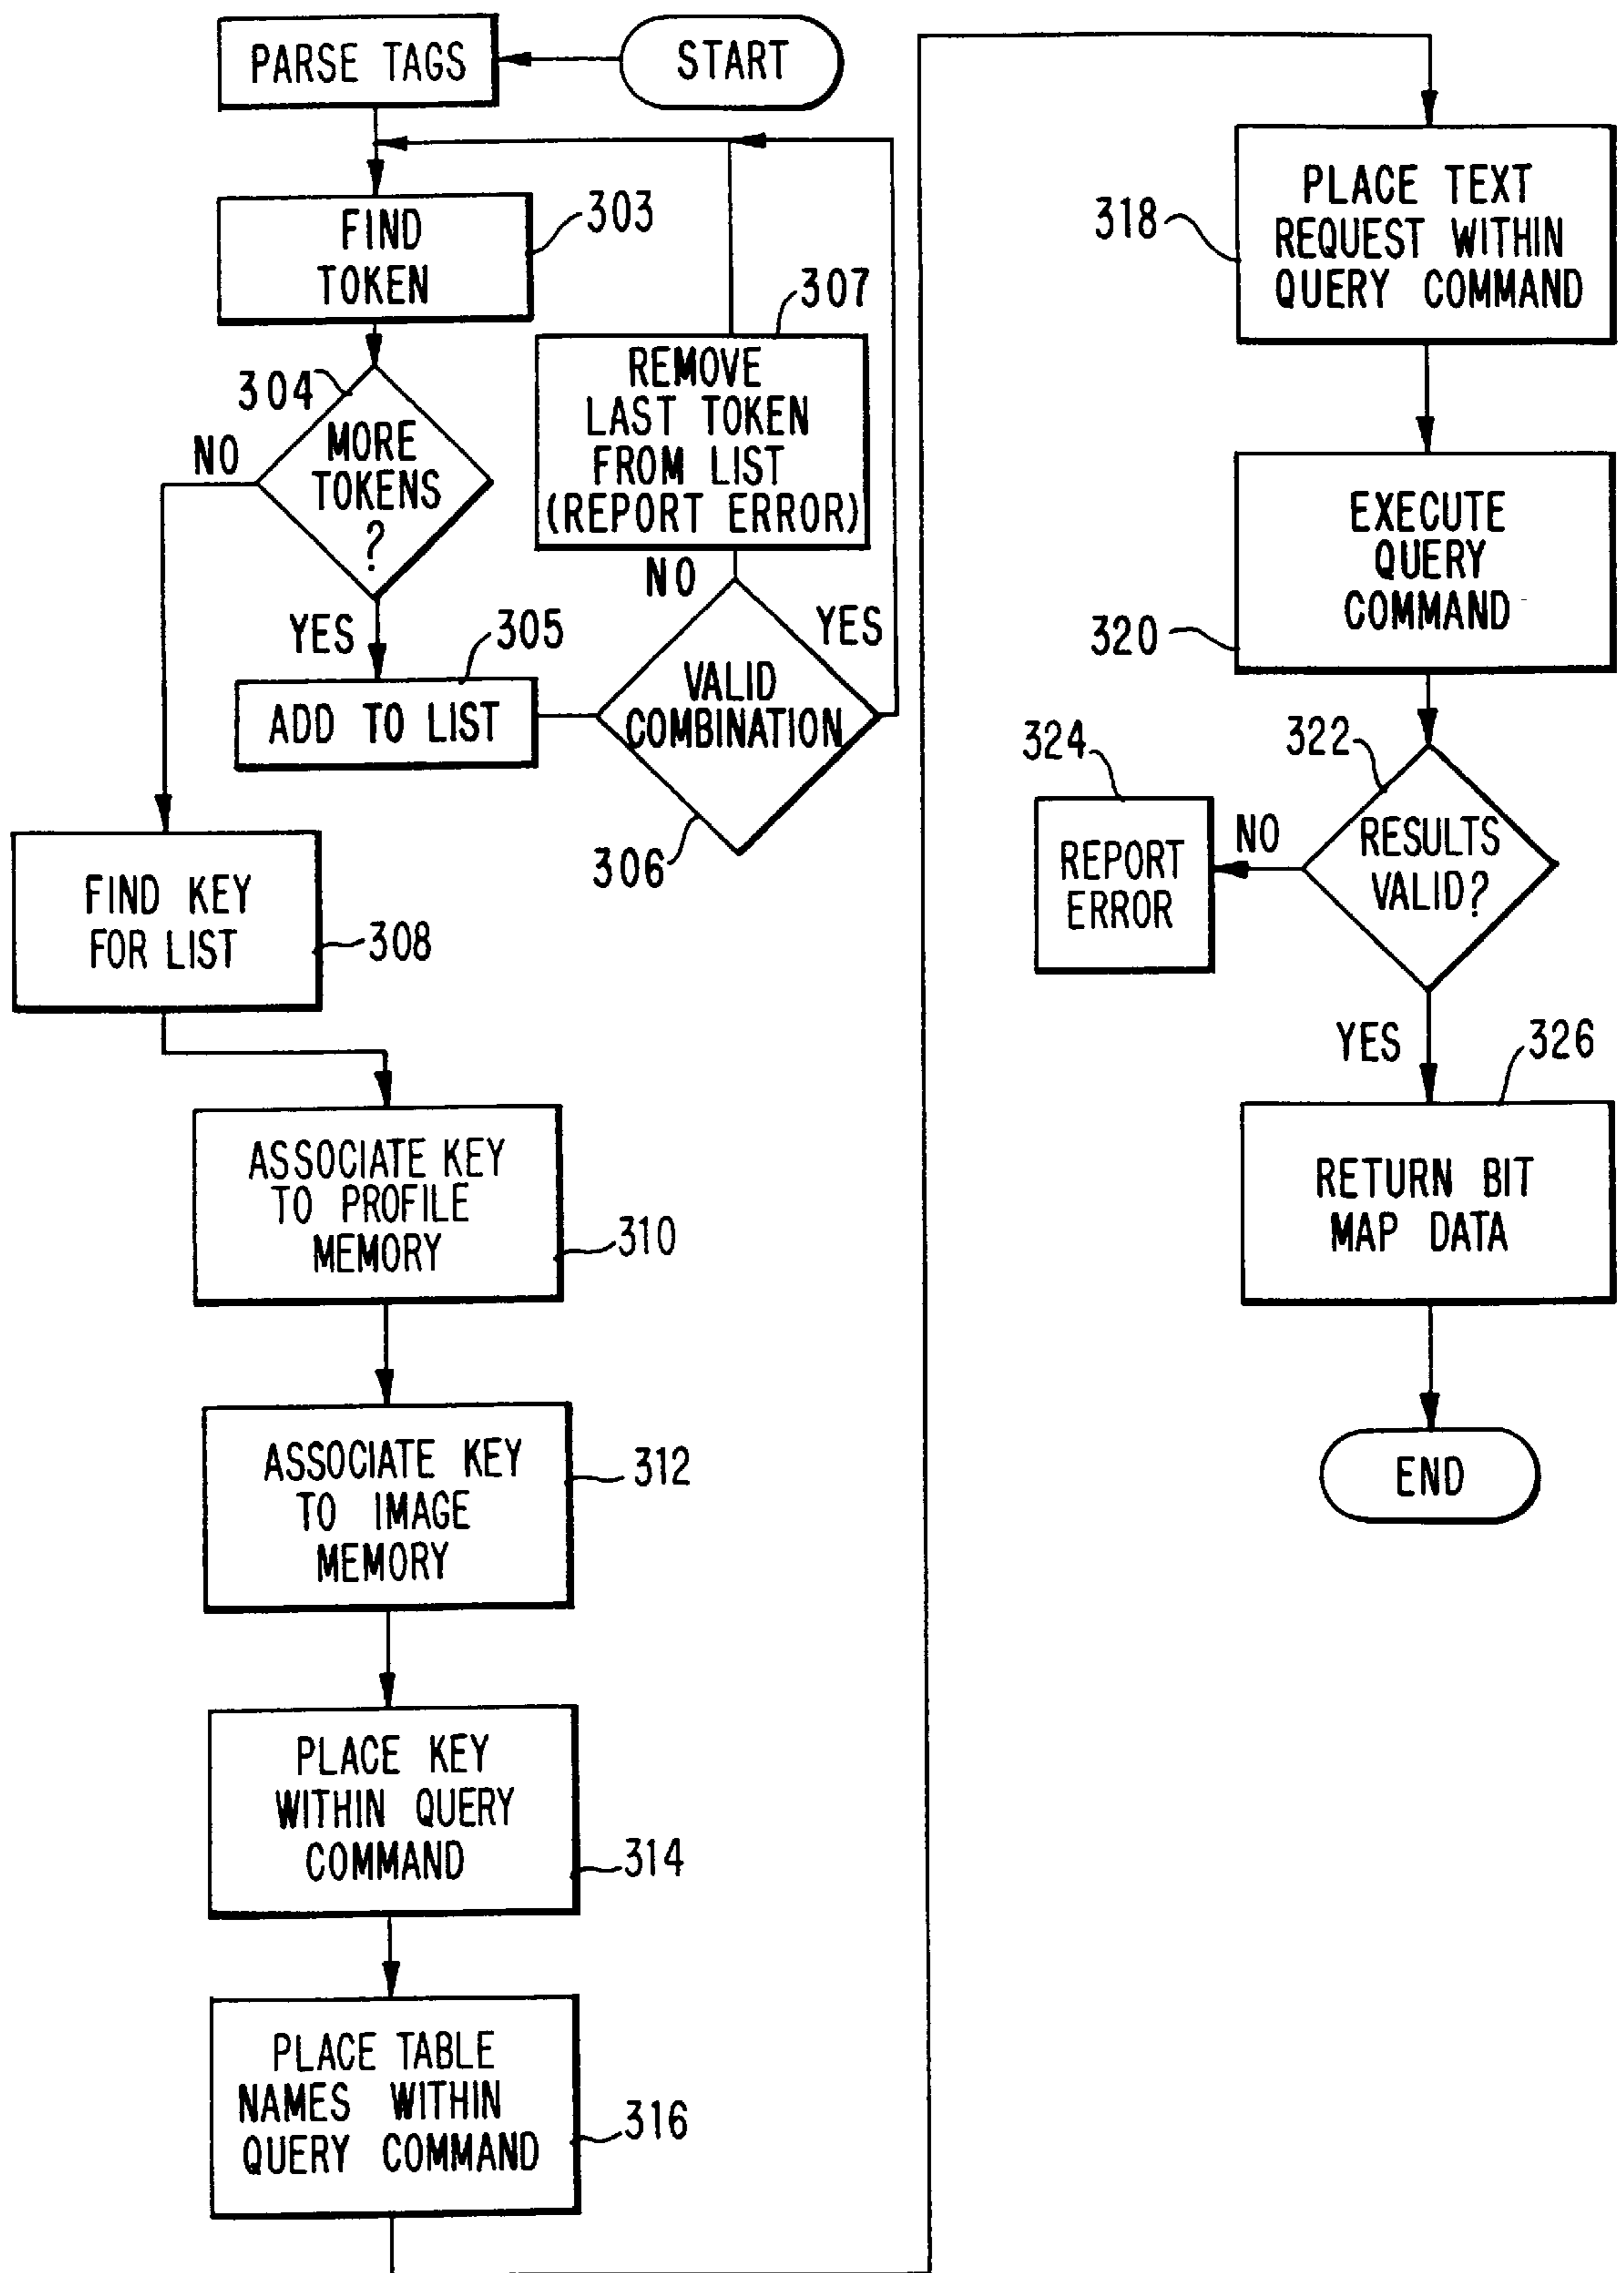 START
PARSE TAGS
FIND
TOKEN
303
304
MORE
TOKENS
?
NO
YES
ADD TO LIST
305
VALID
COMBINATION
306
NO
YES
REMOVE
LAST TOKEN
FROM LIST
(REPORT ERROR)
307
FIND KEY
FOR LIST
308
ASSOCIATE KEY
TO PROFILE
MEMORY
310
ASSOCIATE KEY
TO IMAGE
MEMORY
312
PLACE KEY
WITHIN QUERY
COMMAND
314
PLACE TABLE
NAMES WITHIN
QUERY COMMAND
316
PLACE TEXT
REQUEST WITHIN
QUERY COMMAND
318
EXECUTE
QUERY
COMMAND
320
RESULTS
VALID?
322
NO
REPORT
ERROR
324
YES
RETURN BIT
MAP DATA
326
END